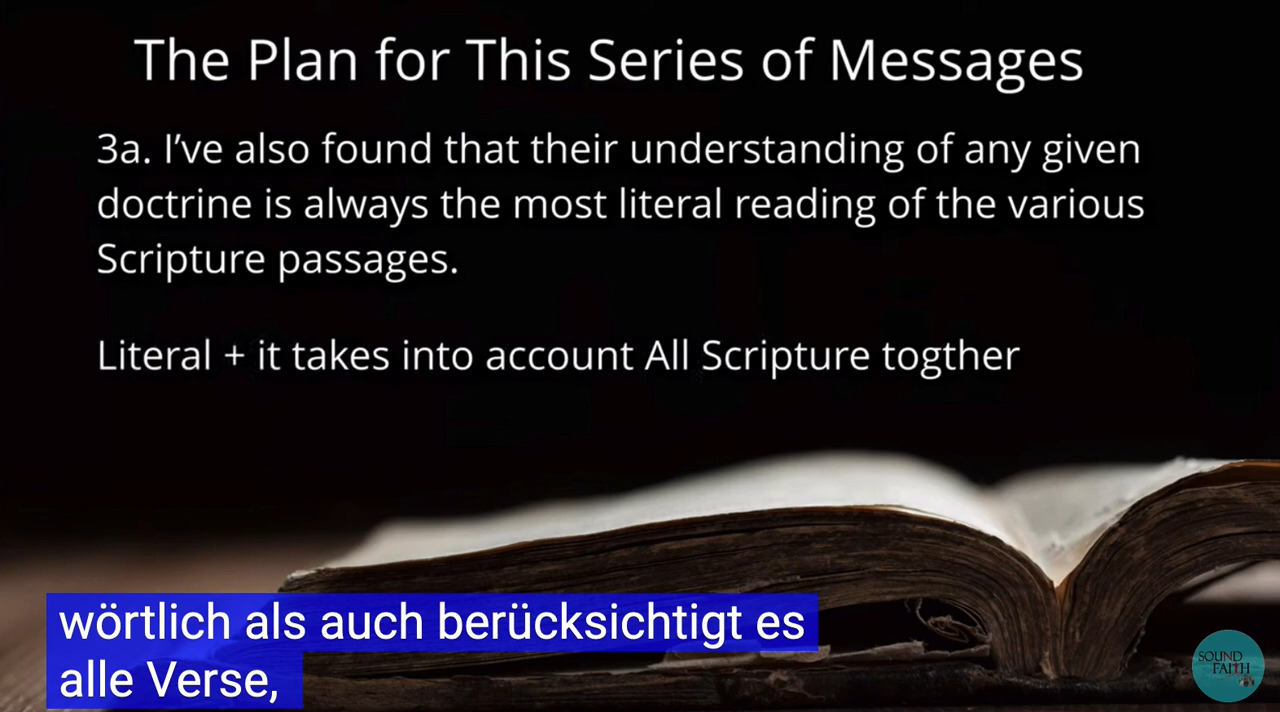 The Plan for This Series of Messages
3a. I’ve also found that their understanding of any given
doctrine is always the most literal reading of the various
Scripture passages.
Literal + it takes into account All Scripture togther
wörtlich als auch berücksichtigt es
alle Verse,
SOUND
FAITH